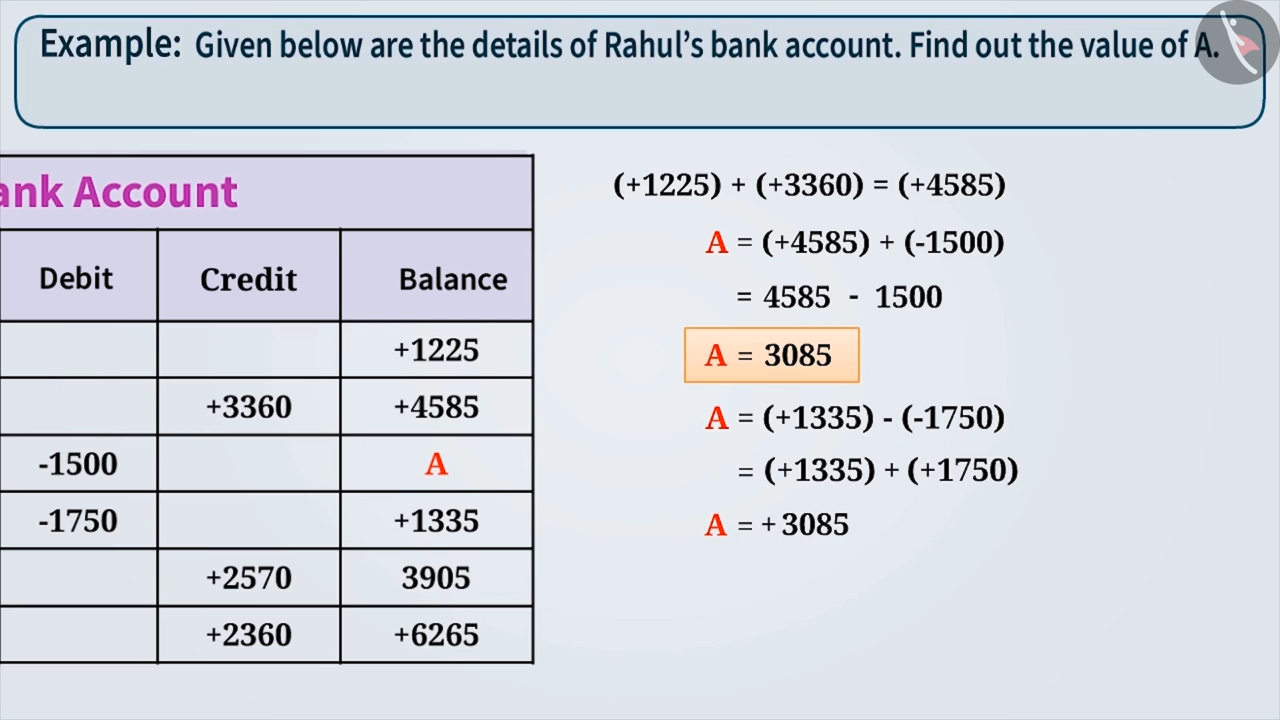 Example: Given below are the details of Rahul’s bank account. Find out the value of A.
ank Account
Debit Credit Balance
+1225
+3360 +4585
-1500 A
-1750 +1335
+2570 3905
+2360 +6265
(+1225) + (+3360) = (+4585)
A = (+4585) + (-1500)
= 4585 - 1500
A = 3085
A = (+1335) - (-1750)
= (+1335) + (+1750)
A = +3085